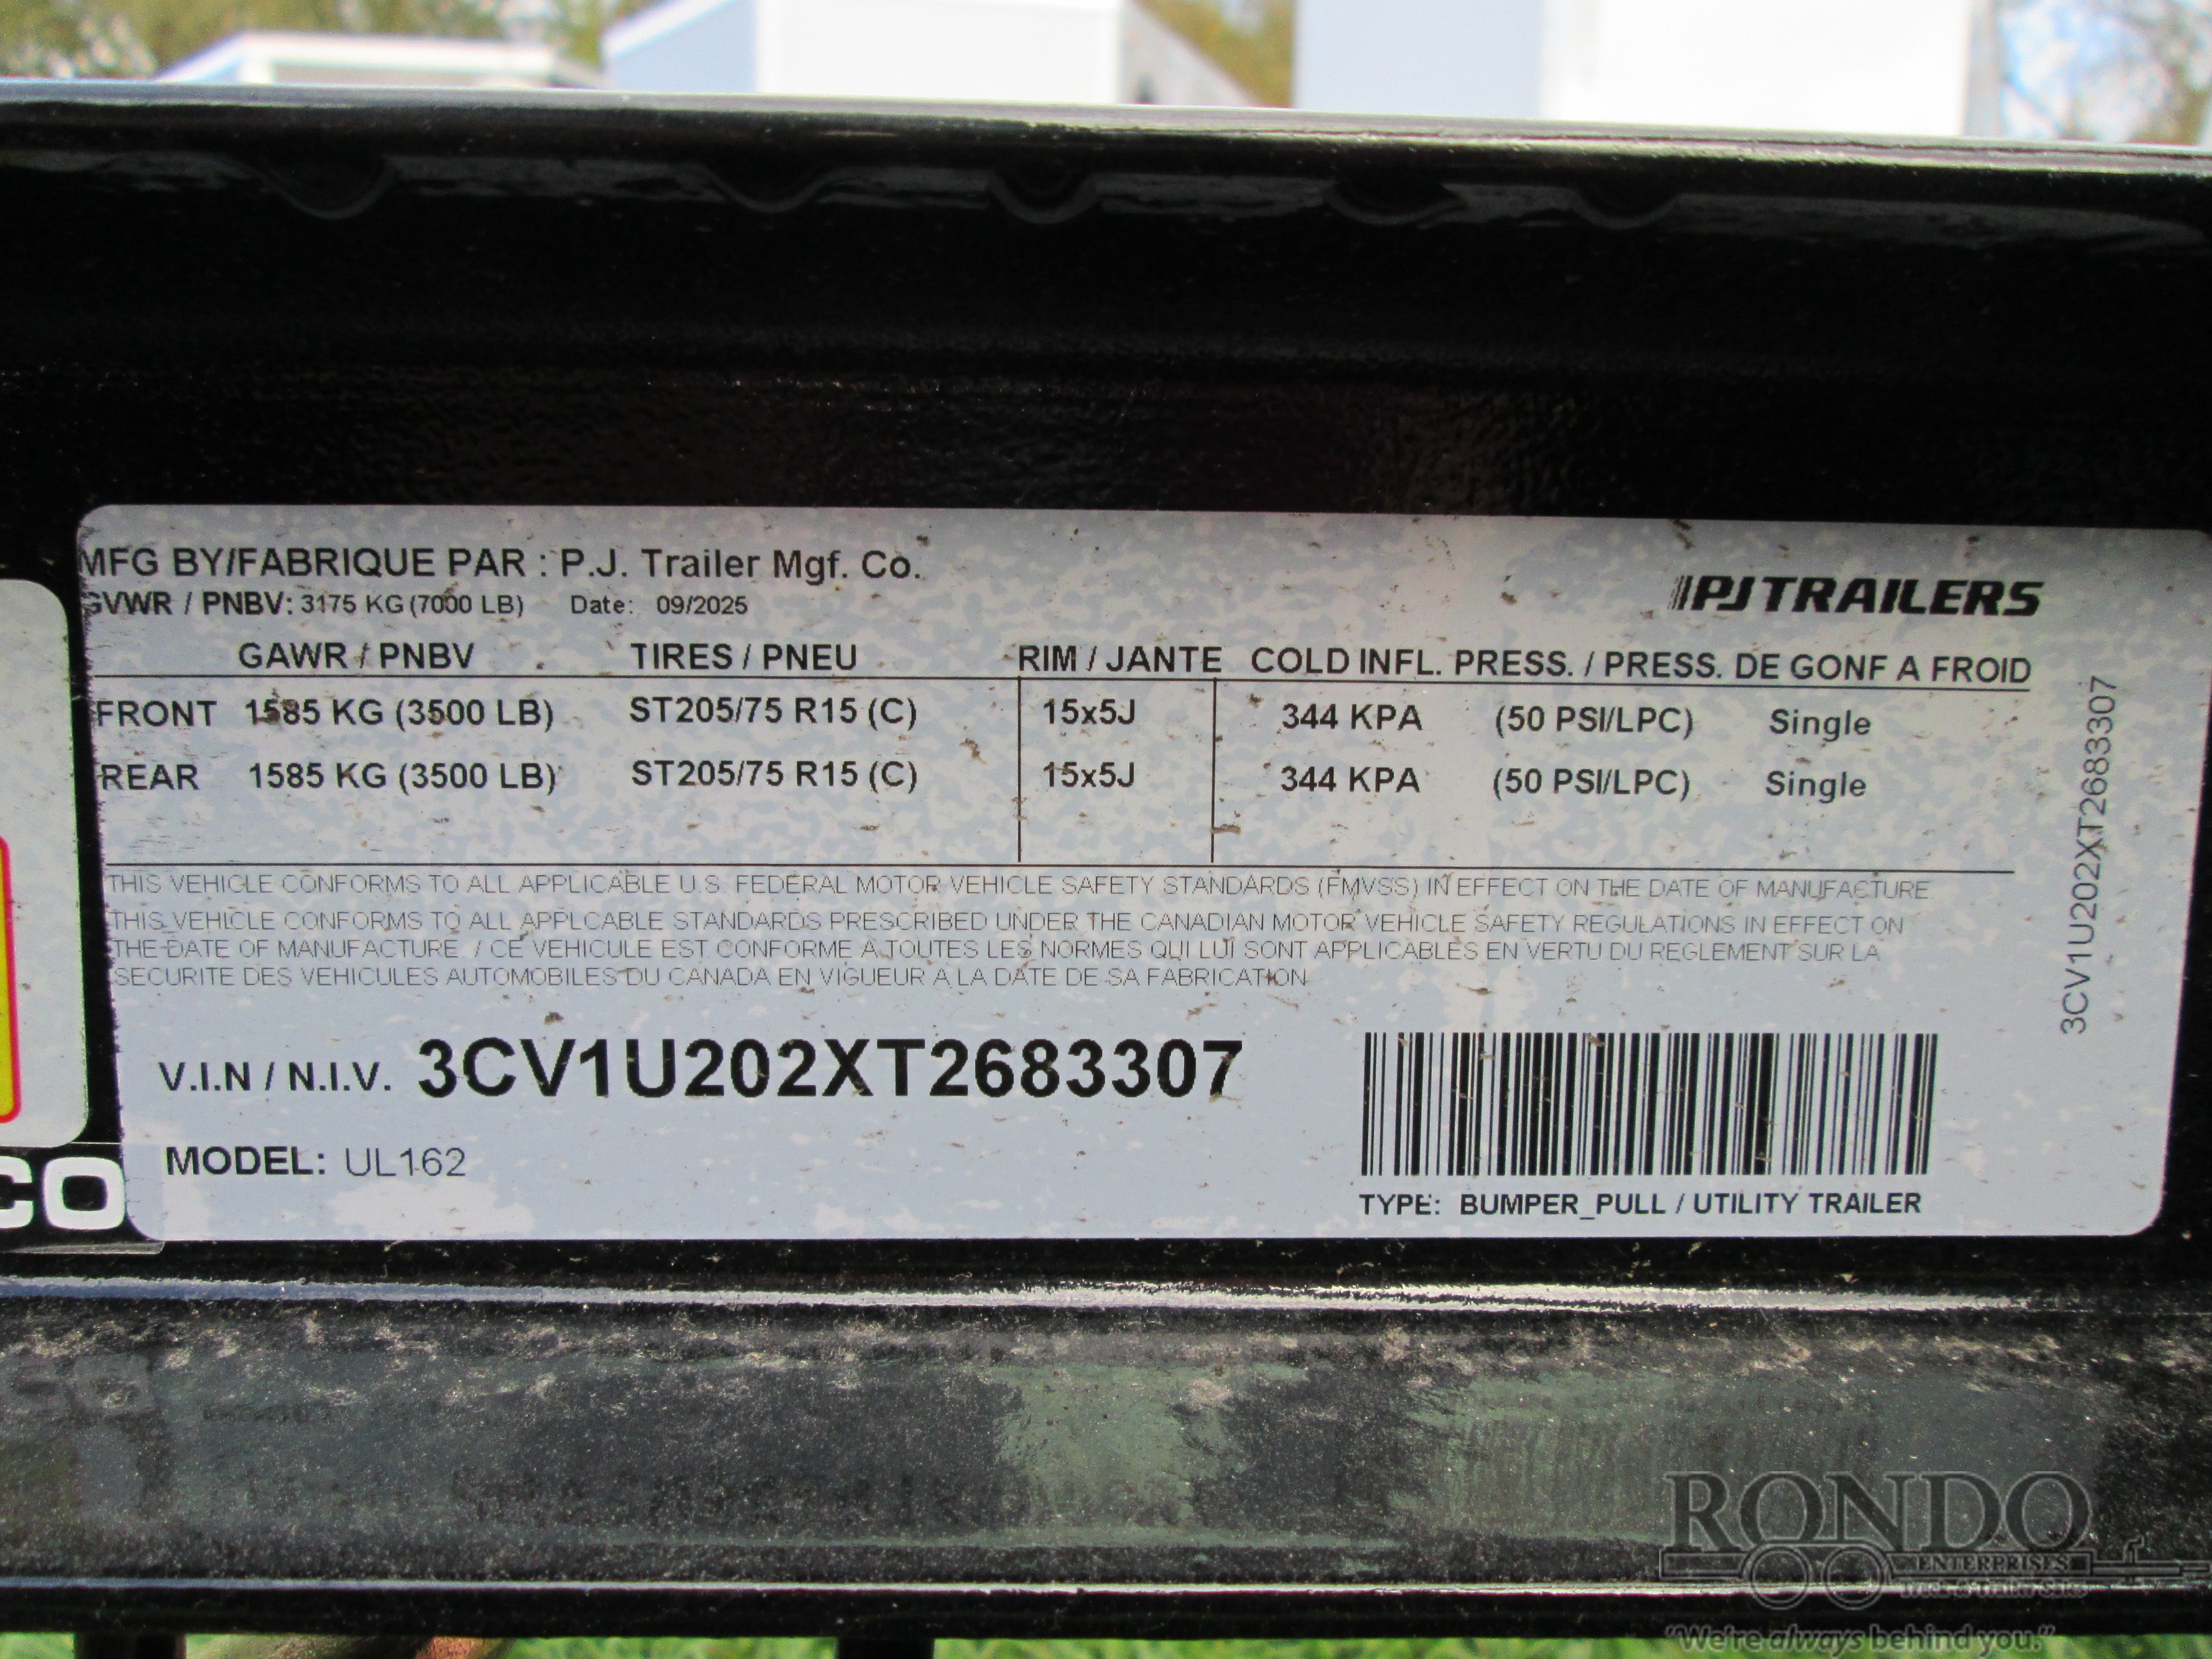 MFG BY/FABRIQUE PAR : P.J. Trailer Mgf. Co.
GVWR / PNBV: 3175 KG (7000 LB) Date: 09/2025
PJTRAILERS
GAWR / PNBV TIRES / PNEU RIM / JANTE COLD INFL. PRESS. / PRESS. DE GONF A FROID
FRONT 1585 KG (3500 LB) ST205/75 R15 (C) 15x5J 344 KPA (50 PSI/LPC) Single
REAR 1585 KG (3500 LB) ST205/75 R15 (C) 15x5J 344 KPA (50 PSI/LPC) Single
THIS VEHICLE CONFORMS TO ALL APPLICABLE U.S. FEDERAL MOTOR VEHICLE SAFETY STANDARDS (FMVSS) IN EFFECT ON THE DATE OF MANUFACTURE
THIS VEHICLE CONFORMS TO ALL APPLCABLE STANDARDS PRESCRIBED UNDER THE CANADIAN MOTOR VEHICLE SAFETY REGULATIONS IN EFFECT ON
THE DATE OF MANUFACTURE / CE VEHICULE EST CONFORME A TOUTES LES NORMES QUI LUI SONT APPLICABLES EN VERTU DU REGLEMENT SUR LA
SECURITE DES VEHICULES AUTOMOBILES DU CANADA EN VIGUEUR A LA DATE DE SA FABRICATION
V.I.N / N.I.V. 3CV1U202XT2683307
MODEL: UL162
TYPE: BUMPER_PULL / UTILITY TRAILER
3CV1U202XT2683307
CO
RONDO
ENTERPRISES
Truck & Trailer Sales
"We're always behind you."